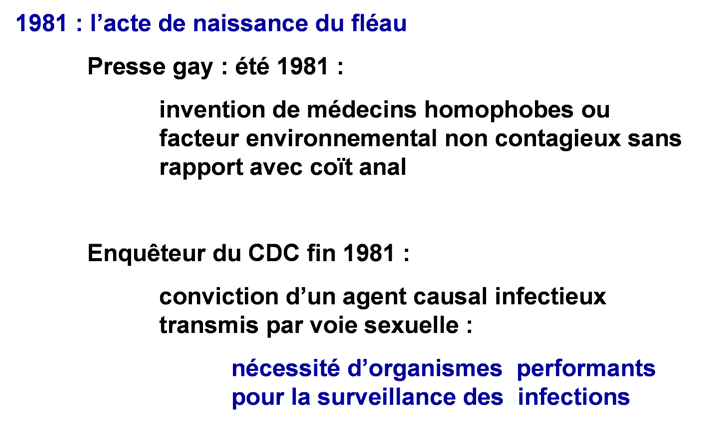 1981 : l’acte de naissance du fléau
Presse gay : été 1981 :
invention de médecins homophobes ou
facteur environnemental non contagieux sans
rapport avec coït anal
Enquêteur du CDC fin 1981 :
conviction d’un agent causal infectieux
transmis par voie sexuelle :
nécessité d’organismes performants
pour la surveillance des infections